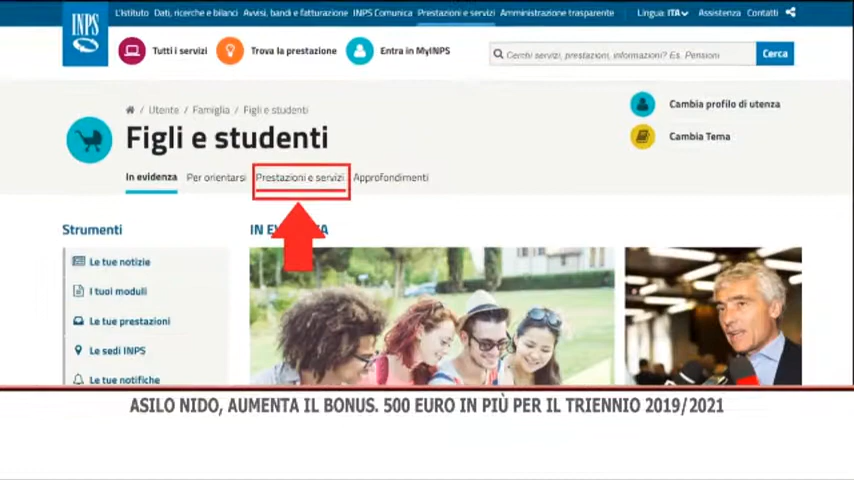 L'Istituto Dati, ricerche e bilanci Avvisi, bandi e fatturazione INPS Comunica Prestazioni e servizi Amministrazione trasparente Lingua: ITA Assistenza Contatti
INPS
Tutti i servizi Trova la prestazione Entra in MyINPS Cerchi servizi, prestazioni, informazioni? Es. Pensioni Cerca
/ Utente / Famiglia / Figli e studenti
Cambia profilo di utenza
Figli e studenti
Cambia Tema
In evidenza Per orientarsi Prestazioni e servizi Approfondimenti
Strumenti
Le tue notizie
I tuoi moduli
Le tue prestazioni
Le sedi INPS
Le tue notifiche
ASILO NIDO, AUMENTA IL BONUS. 500 EURO IN PIÙ PER IL TRIENNIO 2019/2021